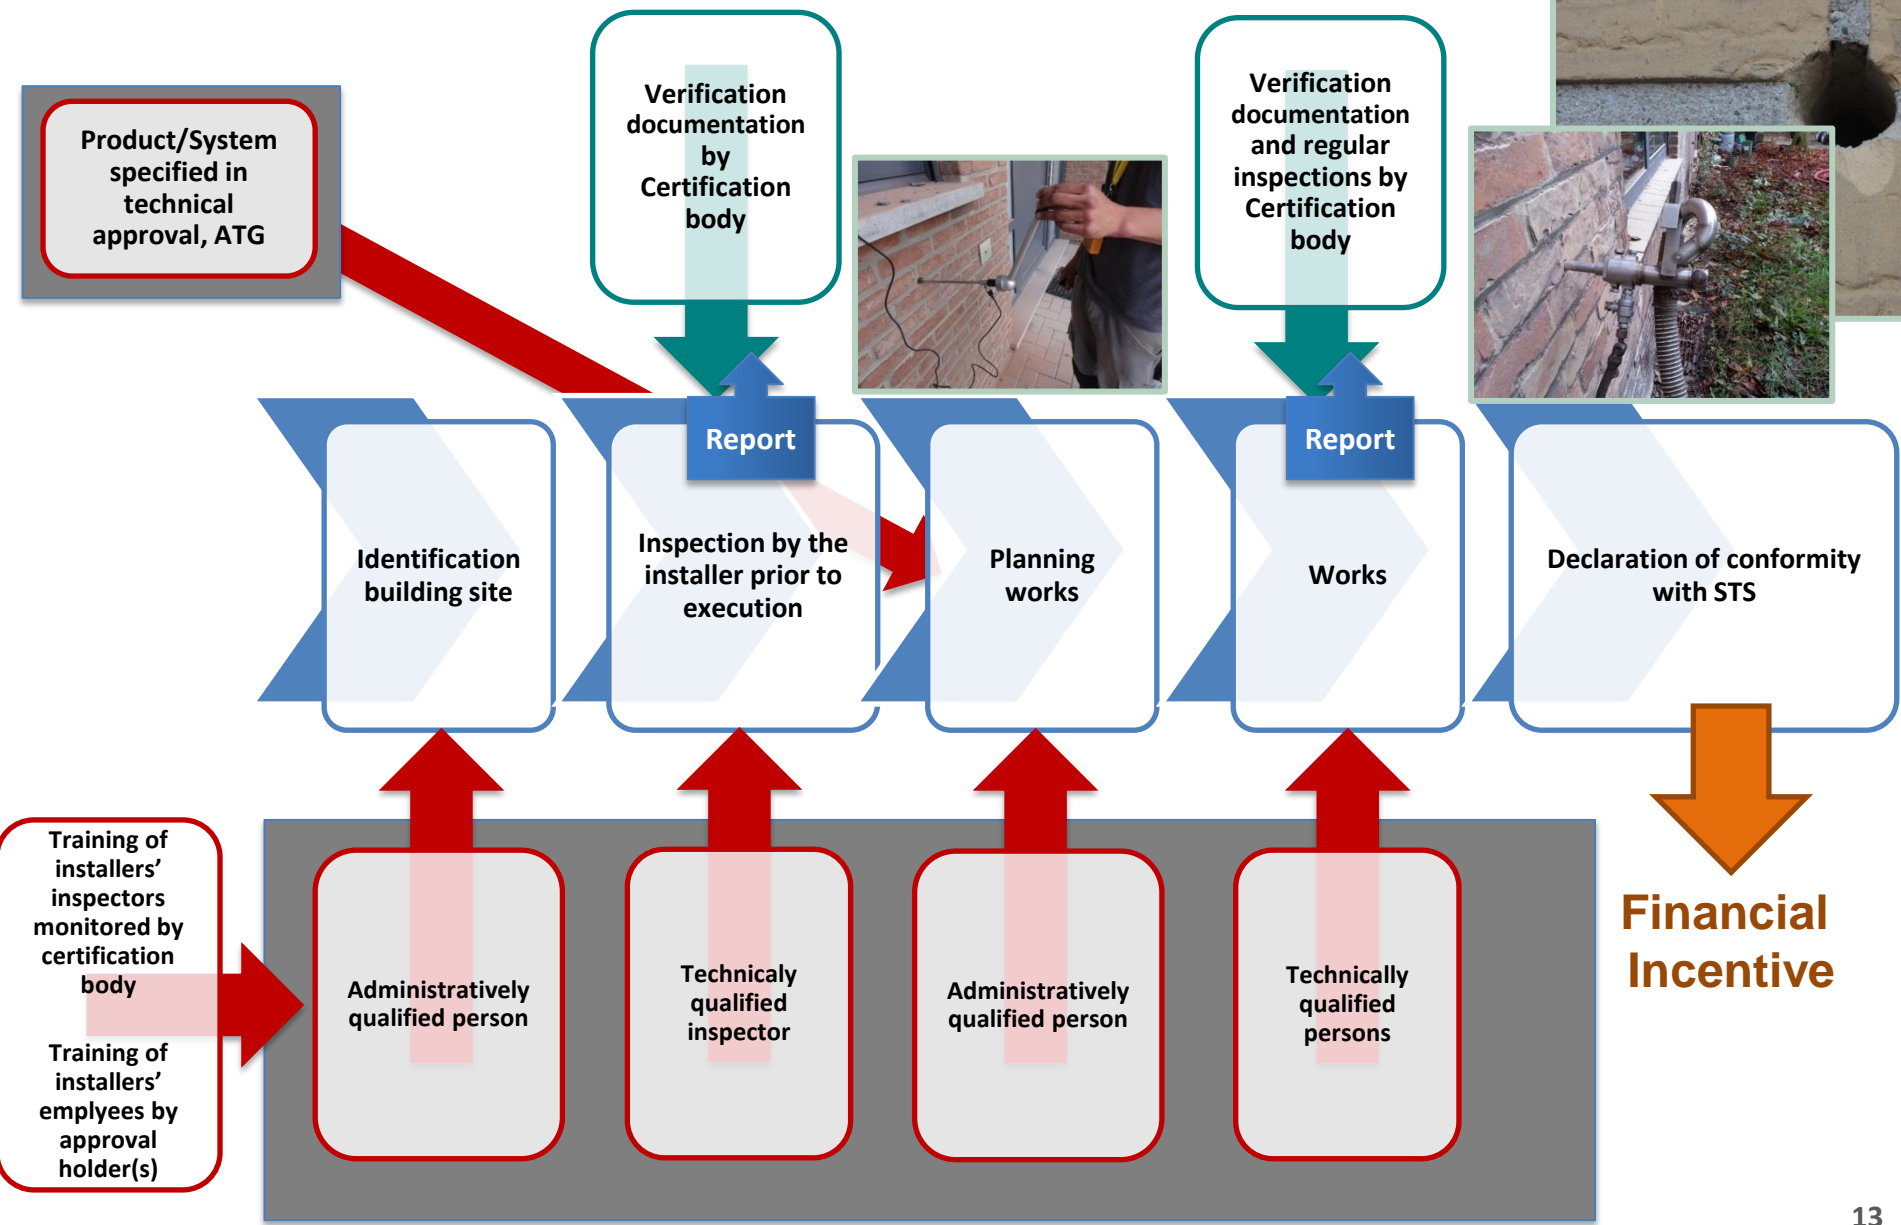 Product/System
specified in
technical
approval, ATG
Verification
documentation
by
Certification
body
Verification
documentation
and regular
inspections by
Certification
body
Report
Report
Identification
building site
Inspection by the
installer prior to
execution
Planning
works
Works
Declaration of conformity
with STS
Training of
installers’
inspectors
monitored by
certification
body
Training of
installers’
emplyees by
approval
holder(s)
Administratively
qualified person
Technicaly
qualified
inspector
Administratively
qualified person
Technically
qualified
persons
Financial
Incentive
13